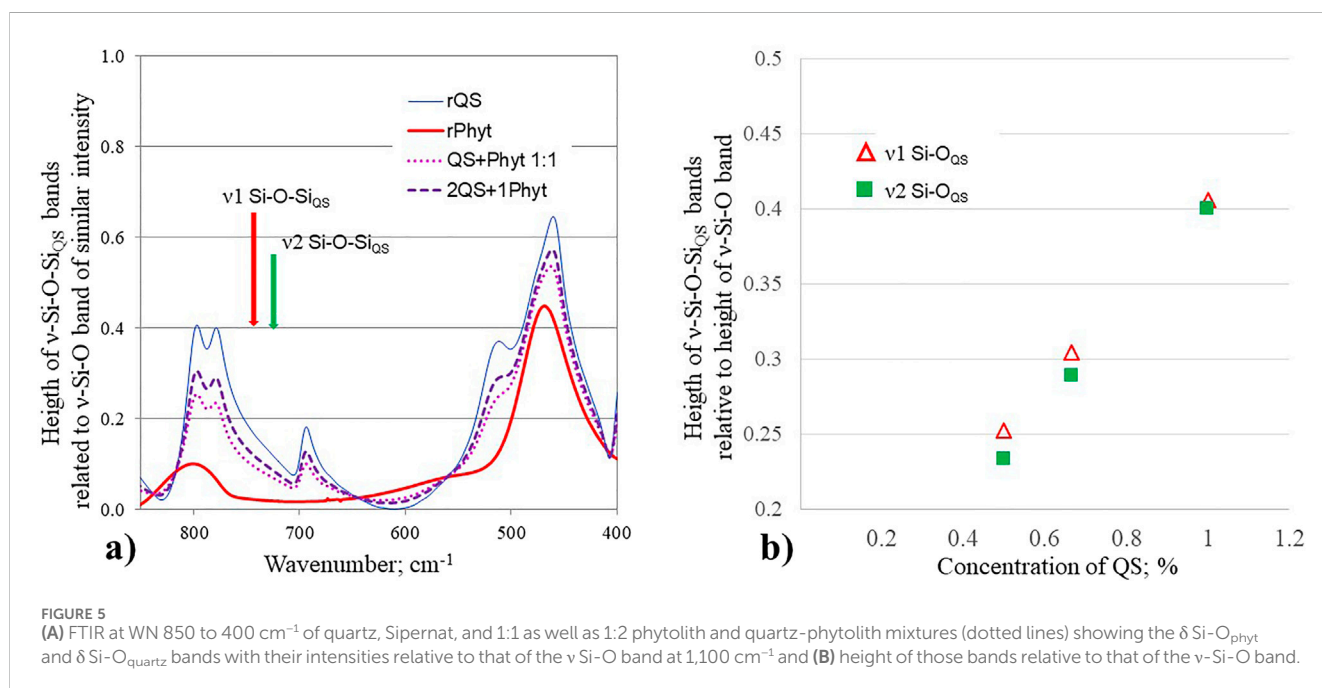 Heigth of ν-Si-O-SiQS bands
related to ν-Si-O band of similar intensity
1.0
0.8
0.6
0.4
0.2
0.0
rQS
rPhyt
QS+Phyt 1:1
2QS+1Phyt
ν1 Si-O-SiQS
ν2 Si-O-SiQS
800 700 600 500 400
a)
Wavenumber; cm-1
Heigth of ν-Si-O-SiQS bands
relative to height of ν-Si-O band
0.5
0.45
0.4
0.35
0.3
0.25
0.2
ν1 Si-OQS
ν2 Si-OQS
0.2 0.4 0.6 0.8 1 1.2
b)
Concentration of QS; %
FIGURE 5
(A) FTIR at WN 850 to 400 cm−1 of quartz, Sipernat, and 1:1 as well as 1:2 phytolith and quartz-phytolith mixtures (dotted lines) showing the δ Si-Ophyt
and δ Si-Oquartz bands with their intensities relative to that of the ν Si-O band at 1,100 cm−1 and (B) height of those bands relative to that of the ν-Si-O band.